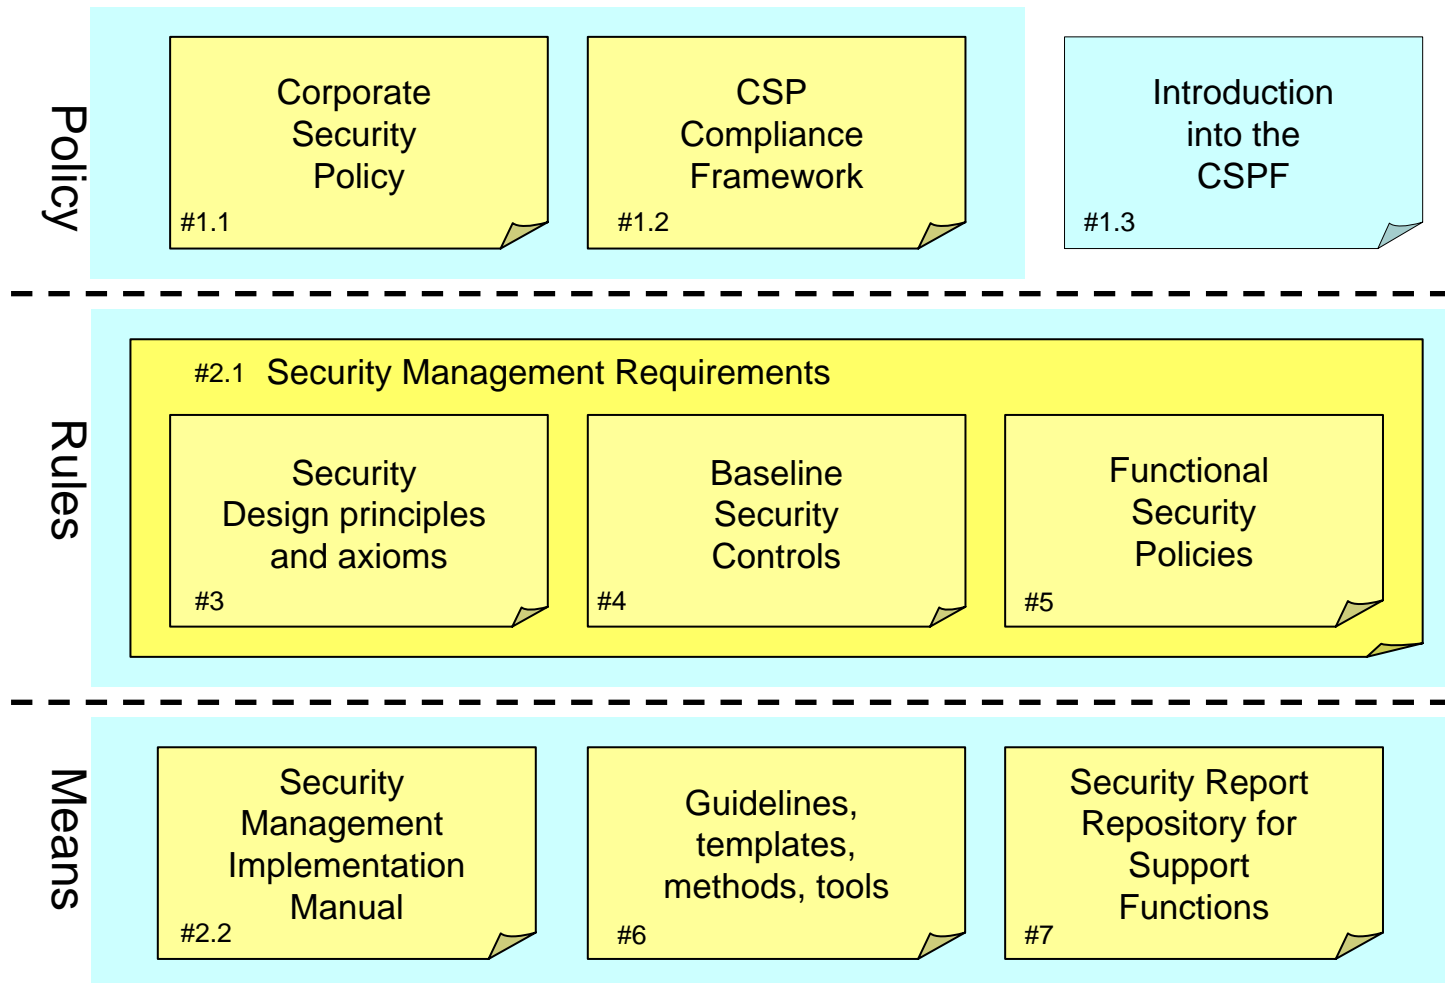 Policy
Corporate
Security
Policy
#1.1
CSP
Compliance
Framework
#1.2
Introduction
into the
CSPF
#1.3
Rules
#2.1 Security Management Requirements
Security
Design principles
and axioms
#3
Baseline
Security
Controls
#4
Functional
Security
Policies
#5
Means
Security
Management
Implementation
Manual
#2.2
Guidelines,
templates,
methods, tools
#6
Security Report
Repository for
Support
Functions
#7